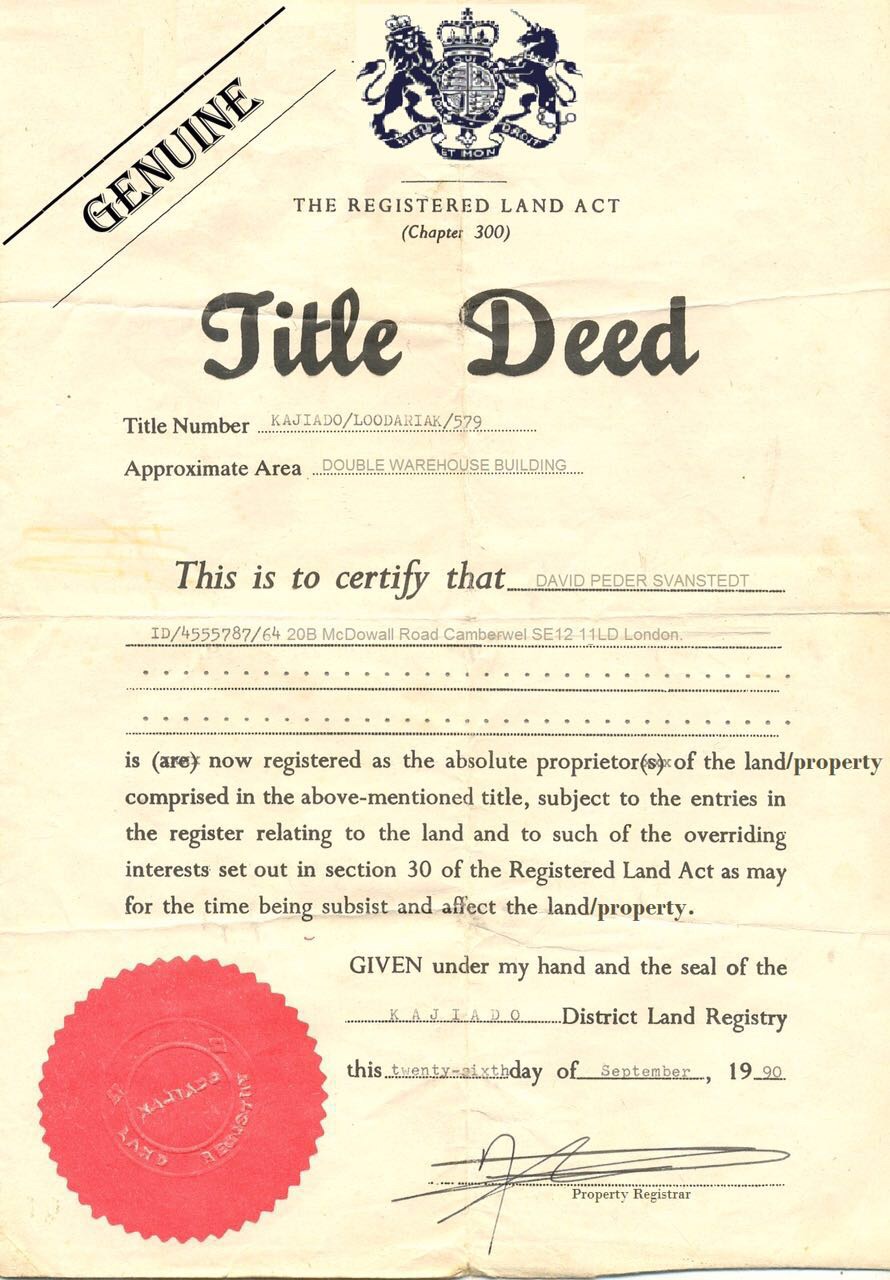 GENUINE
DIEU ET MON DROIT
THE REGISTERED LAND ACT
(Chapter 300)
Title Deed
Title Number KAJIADO/LOODARIAK/579
Approximate Area DOUBLE WAREHOUSE BUILDING
This is to certify that DAVID PEDER SVANSTEDT
ID/4555787/64 20B McDowall Road Camberwel SE12 11LD London.
is (are) now registered as the absolute proprietor(s) of the land/property
comprised in the above-mentioned title, subject to the entries in
the register relating to the land and to such of the overriding
interests set out in section 30 of the Registered Land Act as may
for the time being subsist and affect the land/property.
GIVEN under my hand and the seal of the
KAJIADO District Land Registry
this twenty-sixth day of September, 19 90
Property Registrar
KAJIADO
LAND REGISTRY